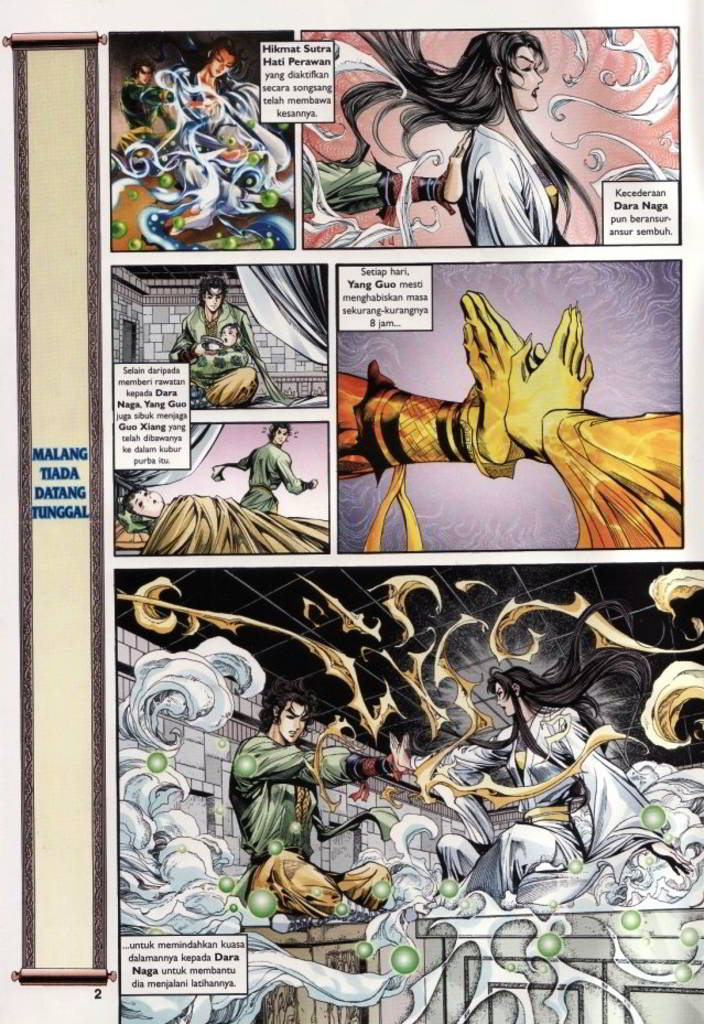 Hikmat Sutra
Hati Perawan
yang diaktifkan
secara songsang
telah membawa
kesannya.
Kecederaan
Dara Naga
pun beransur-
ansur sembuh.
Selain daripada
memberi rawatan
kepada Dara
Naga, Yang Guo
juga sibuk menjaga
Guo Xiang yang
telah dibawanya
ke dalam kubur
purba itu.
Setiap hari,
Yang Guo mesti
menghabiskan masa
sekurang-kurangnya
8 jam...
MALANG
TIADA
DATANG
TUNGGAL
...untuk memindahkan kuasa
dalamannya kepada Dara
Naga untuk membantu
dia menjalani latihannya.
2